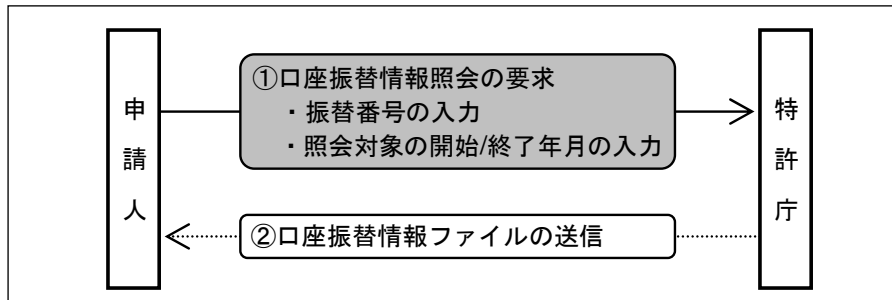 申請人
①口座振替情報照会の要求
・振替番号の入力
・照会対象の開始/終了年月の入力
②口座振替情報ファイルの送信
特許庁